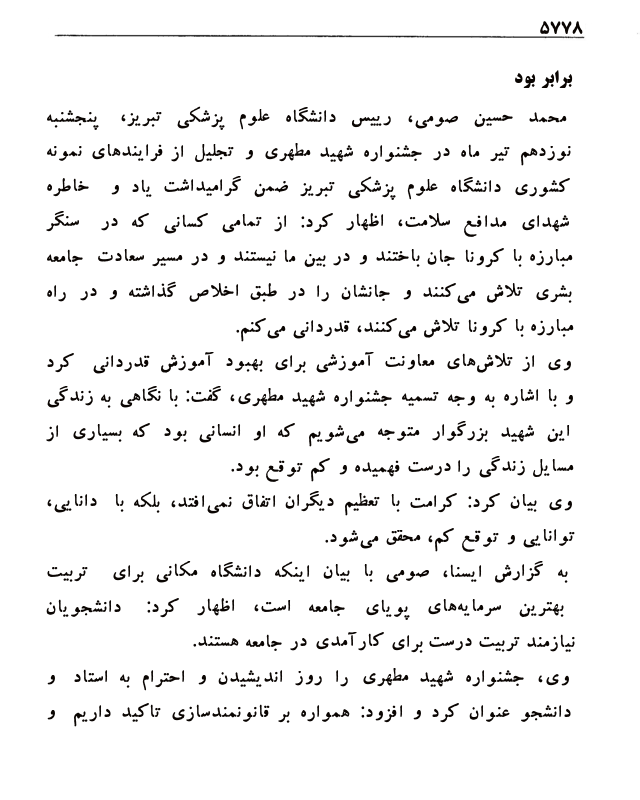 ۵۷۷۸
برابر بود
محمد حسین صومی، رییس دانشگاه علوم پزشکی تبریز، پنجشنبه
نوزدهم تیر ماه در جشنواره شهید مطهری و تجلیل از فرایندهای نمونه
کشوری دانشگاه علوم پزشکی تبریز ضمن گرامیداشت یاد و خاطره
شهدای مدافع سلامت، اظهار کرد: از تمامی کسانی که در سنگر
مبارزه با کرونا جان باختند و در بین ما نیستند و در مسیر سعادت جامعه
بشری تلاش می‌کنند و جانشان را در طبق اخلاص گذاشته و در راه
مبارزه با کرونا تلاش می‌کنند، قدردانی می‌کنم.
وی از تلاش‌های معاونت آموزشی برای بهبود آموزش قدردانی کرد
و با اشاره به وجه تسمیه جشنواره شهید مطهری، گفت: با نگاهی به زندگی
این شهید بزرگوار متوجه می‌شویم که او انسانی بود که بسیاری از
مسایل زندگی را درست فهمیده و کم توقع بود.
وی بیان کرد: کرامت با تعظیم دیگران اتفاق نمی‌افتد، بلکه با دانایی،
توانایی و توقع کم، محقق می‌شود.
به گزارش ایسنا، صومی با بیان اینکه دانشگاه مکانی برای تربیت
بهترین سرمایه‌های پویای جامعه است، اظهار کرد: دانشجویان
نیازمند تربیت درست برای کارآمدی در جامعه هستند.
وی، جشنواره شهید مطهری را روز اندیشیدن و احترام به استاد و
دانشجو عنوان کرد و افزود: همواره بر قانونمندسازی تاکید داریم و